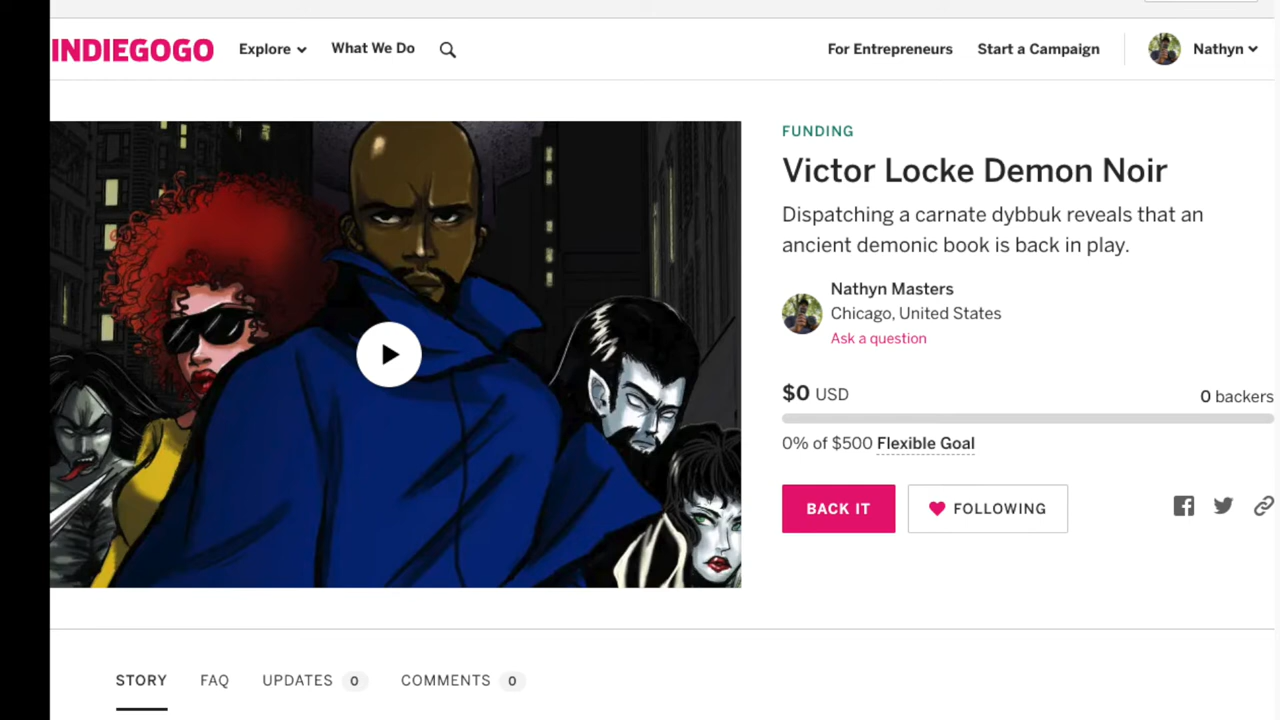 INDIEGOGO Explore What We Do For Entrepreneurs Start a Campaign Nathyn
FUNDING
Victor Locke Demon Noir
Dispatching a carnate dybbuk reveals that an
ancient demonic book is back in play.
Nathyn Masters
Chicago, United States
Ask a question
$0 USD 0 backers
0% of $500 Flexible Goal
BACK IT FOLLOWING
STORY FAQ UPDATES 0 COMMENTS 0